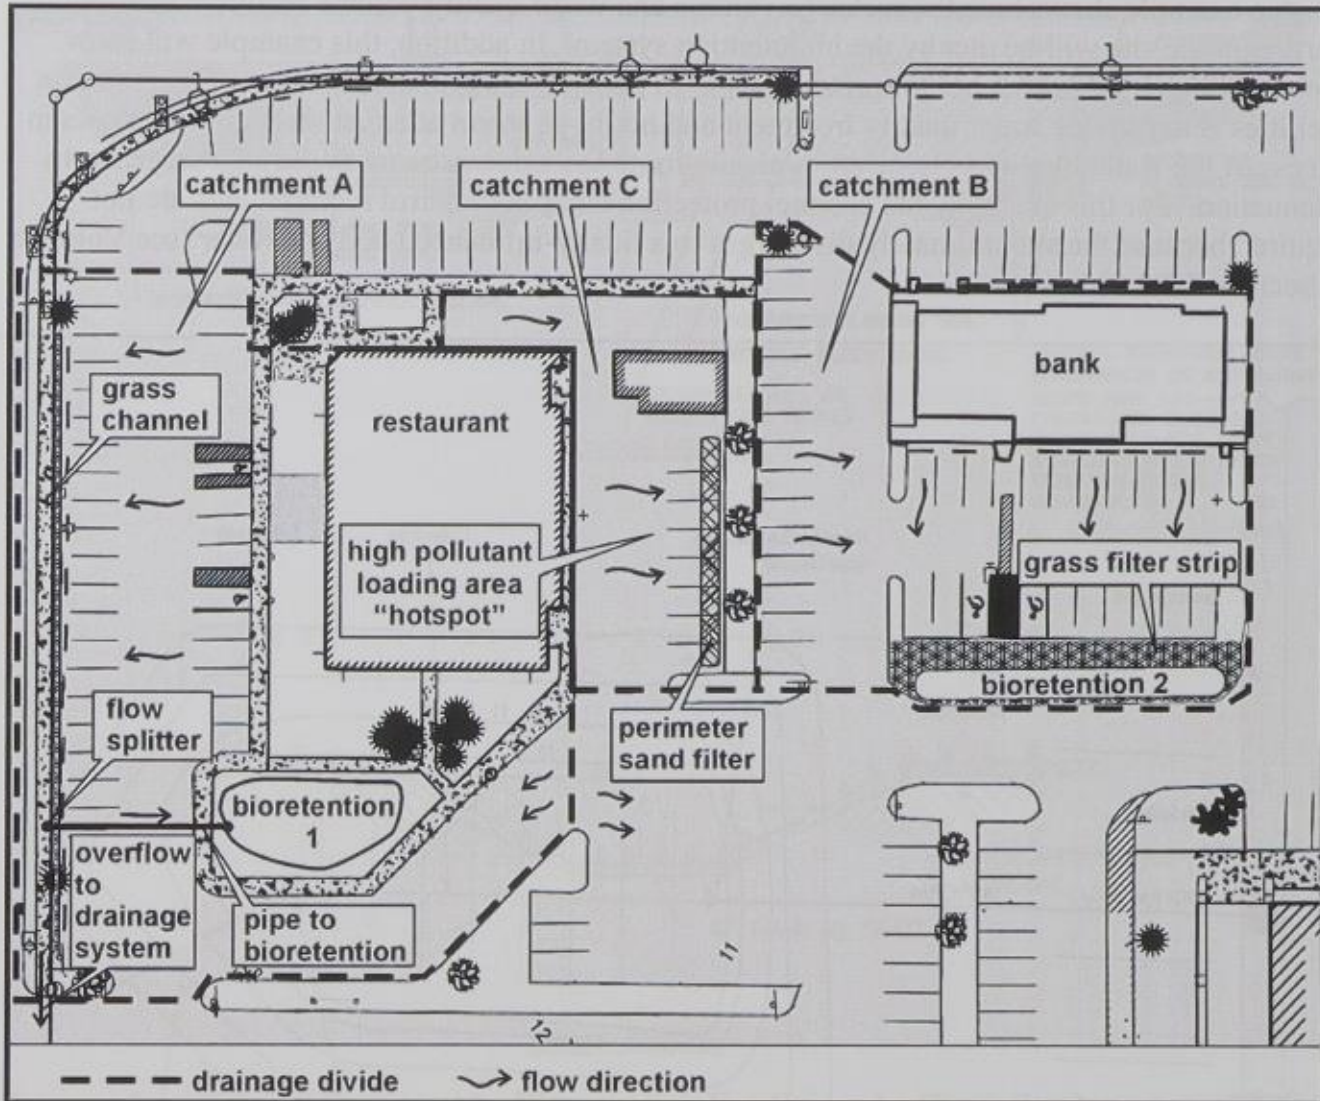 catchment A
catchment C
catchment B
bank
grass
channel
restaurant
high pollutant
loading area
“hotspot”
grass filter strip
bioretention 2
flow
splitter
perimeter
sand filter
bioretention
1
overflow
to
drainage
system
pipe to
bioretention
11
12
drainage divide
flow direction